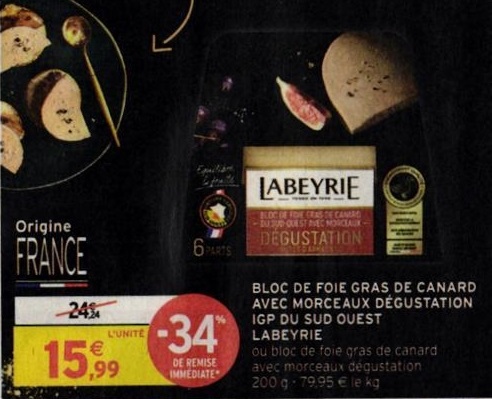 Origine
FRANCE
24€24
L'UNITÉ
15€,99
-34%
DE REMISE
IMMÉDIATE*
LABEYRIE
BLOC DE FOIE GRAS DE CANARD
DU SUD-OUEST AVEC MORCEAUX
DÉGUSTATION
6 PARTS
BLOC DE FOIE GRAS DE CANARD
AVEC MORCEAUX DÉGUSTATION
IGP DU SUD OUEST
LABEYRIE
ou bloc de foie gras de canard
avec morceaux dégustation
200 g - 79,95 € le kg